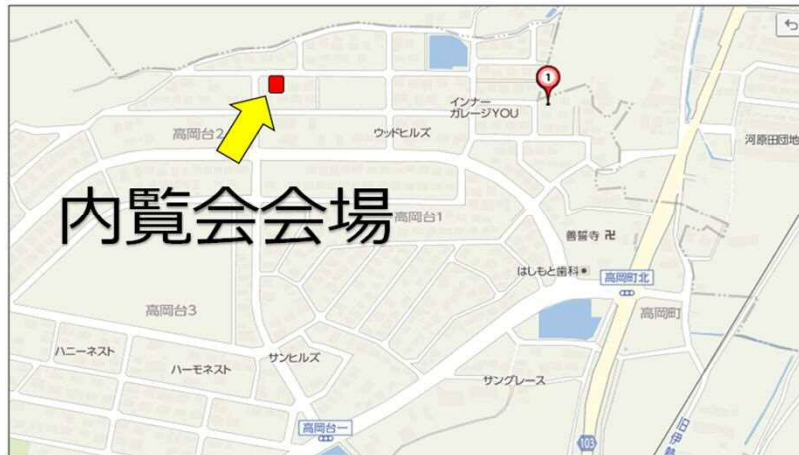 1
インナー
ガレージYOU
高岡台2
ウッドヒルズ
河原田団地
内覧会会場
高岡台1
善誓寺 卍
はしもと歯科
高岡町北
高岡台3
高岡町
ハニーネスト
サンヒルズ
ハーモネスト
サングレース
高岡台一
103